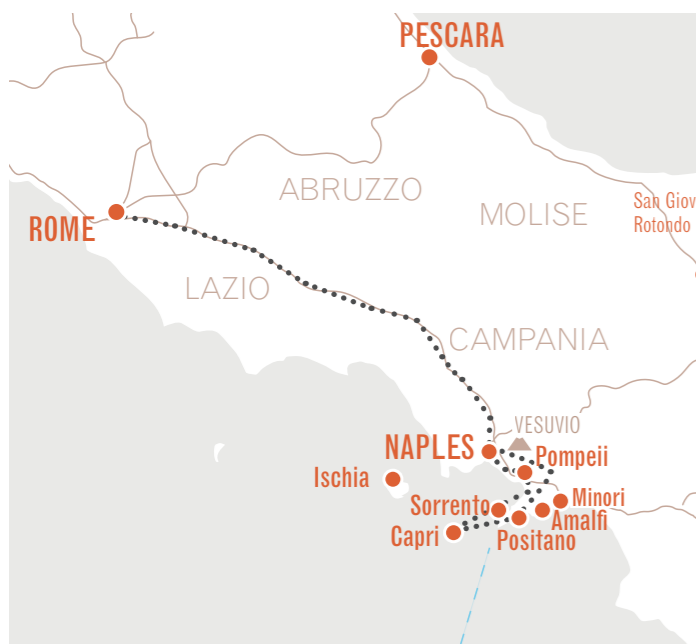 PESCARA
ABRUZZO
MOLISE
San Giov
Rotondo
ROME
LAZIO
CAMPANIA
VESUVIO
NAPLES
Pompeii
Ischia
Minori
Sorrento
Amalfi
Capri
Positano